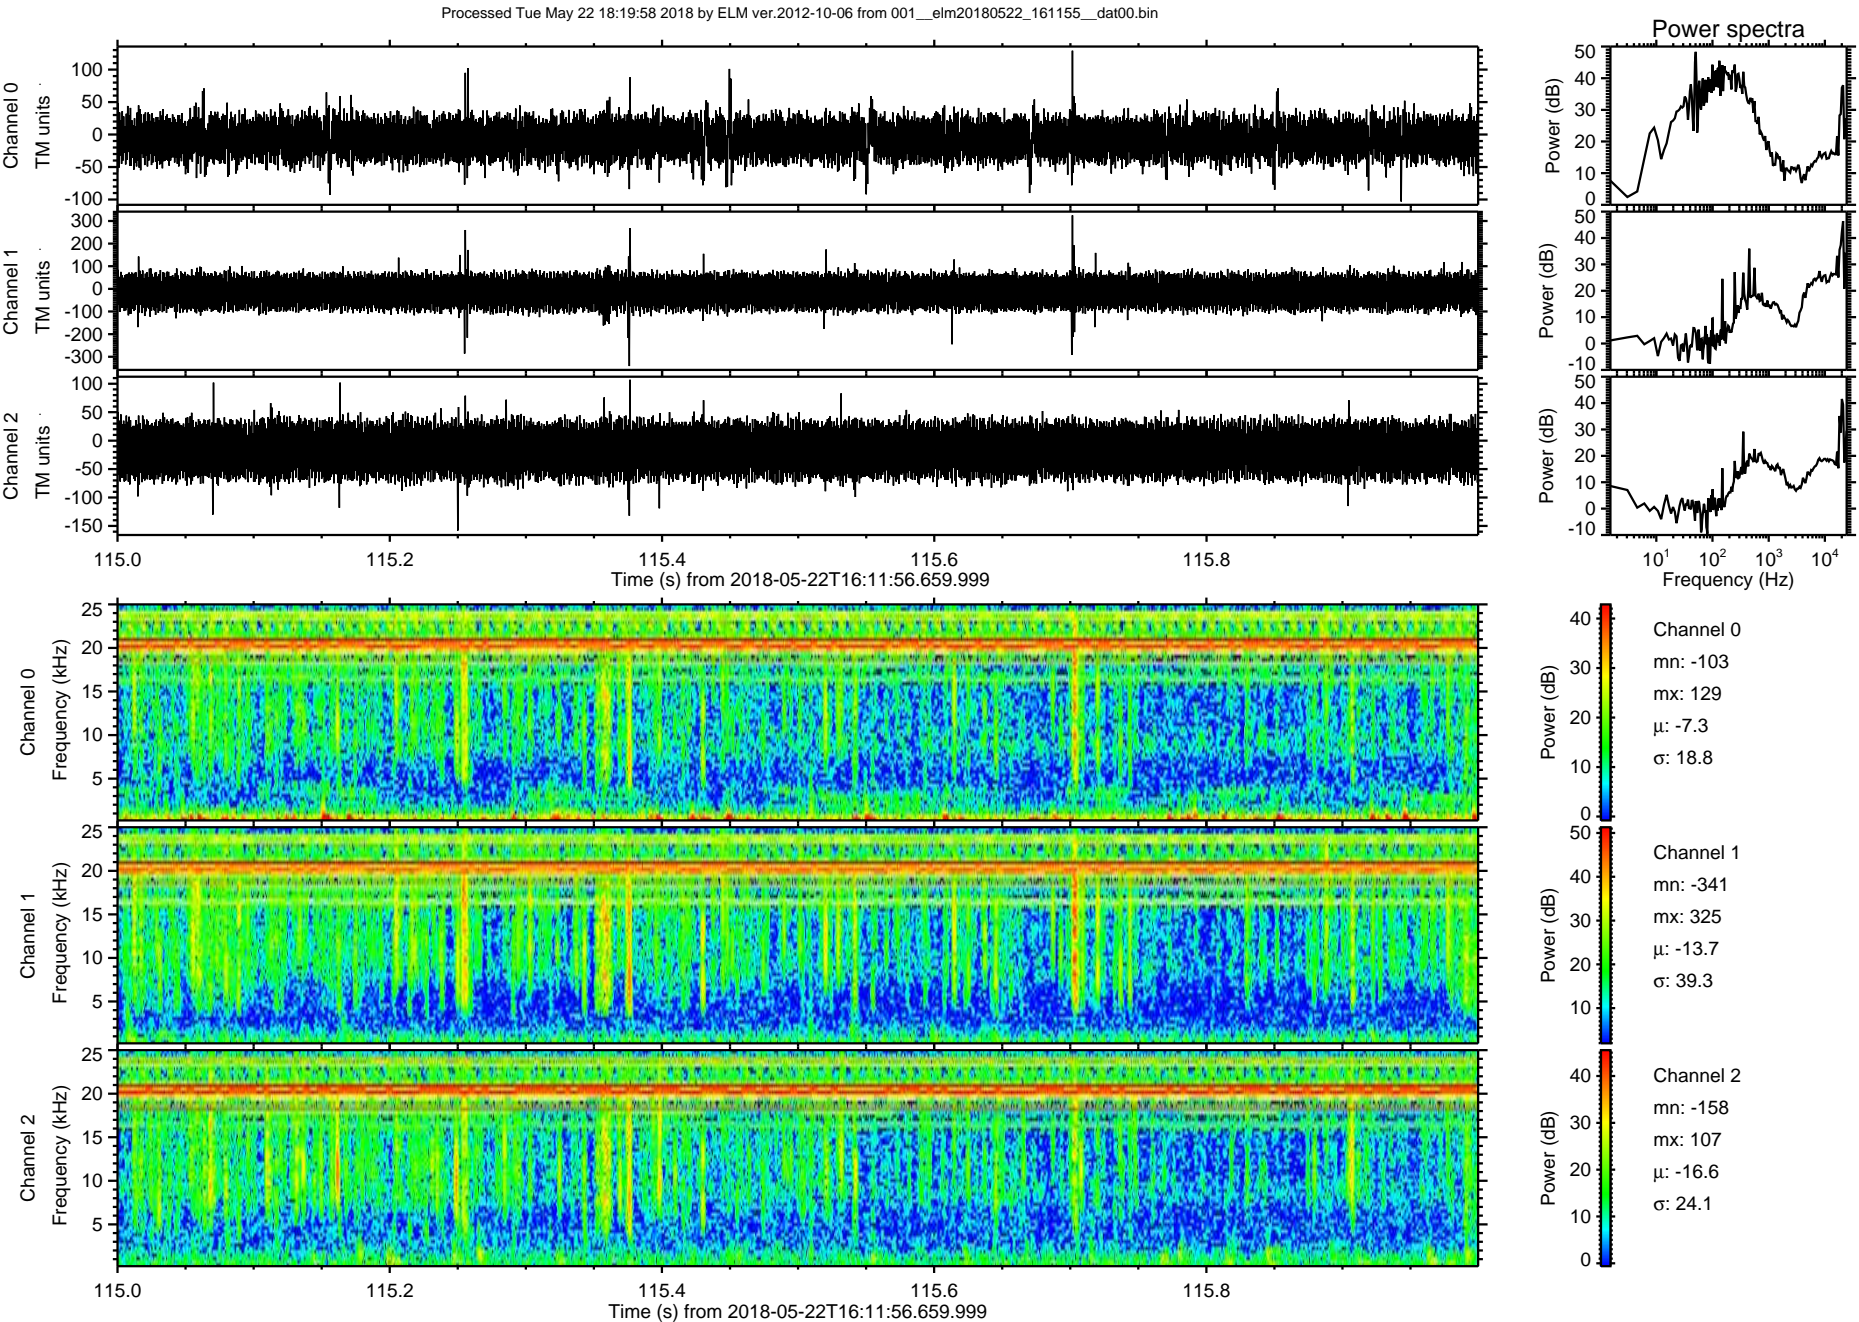 Processed Tue May 22 18:19:58 2018 by ELM ver.2012-10-06 from 001__elm20180522_161155__dat00.bin
Power spectra
Channel 0
TM units
100
50
0
-50
-100
Power (dB)
50
40
30
20
10
0
Channel 1
TM units
300
200
100
0
-100
-200
-300
Power (dB)
50
40
30
20
10
0
-10
Channel 2
TM units
100
50
0
-50
-100
-150
Power (dB)
50
40
30
20
10
0
-10
115.0 115.2 115.4 115.6 115.8
Time (s) from 2018-05-22T16:11:56.659.999
10¹ 10² 10³ 10⁴
Frequency (Hz)
Channel 0
Frequency (kHz)
25
20
15
10
5
Power (dB)
40
30
20
10
0
Channel 0
mn: -103
mx: 129
μ: -7.3
σ: 18.8
Channel 1
Frequency (kHz)
25
20
15
10
5
Power (dB)
50
40
30
20
10
Channel 1
mn: -341
mx: 325
μ: -13.7
σ: 39.3
Channel 2
Frequency (kHz)
25
20
15
10
5
Power (dB)
40
30
20
10
0
Channel 2
mn: -158
mx: 107
μ: -16.6
σ: 24.1
115.0 115.2 115.4 115.6 115.8
Time (s) from 2018-05-22T16:11:56.659.999